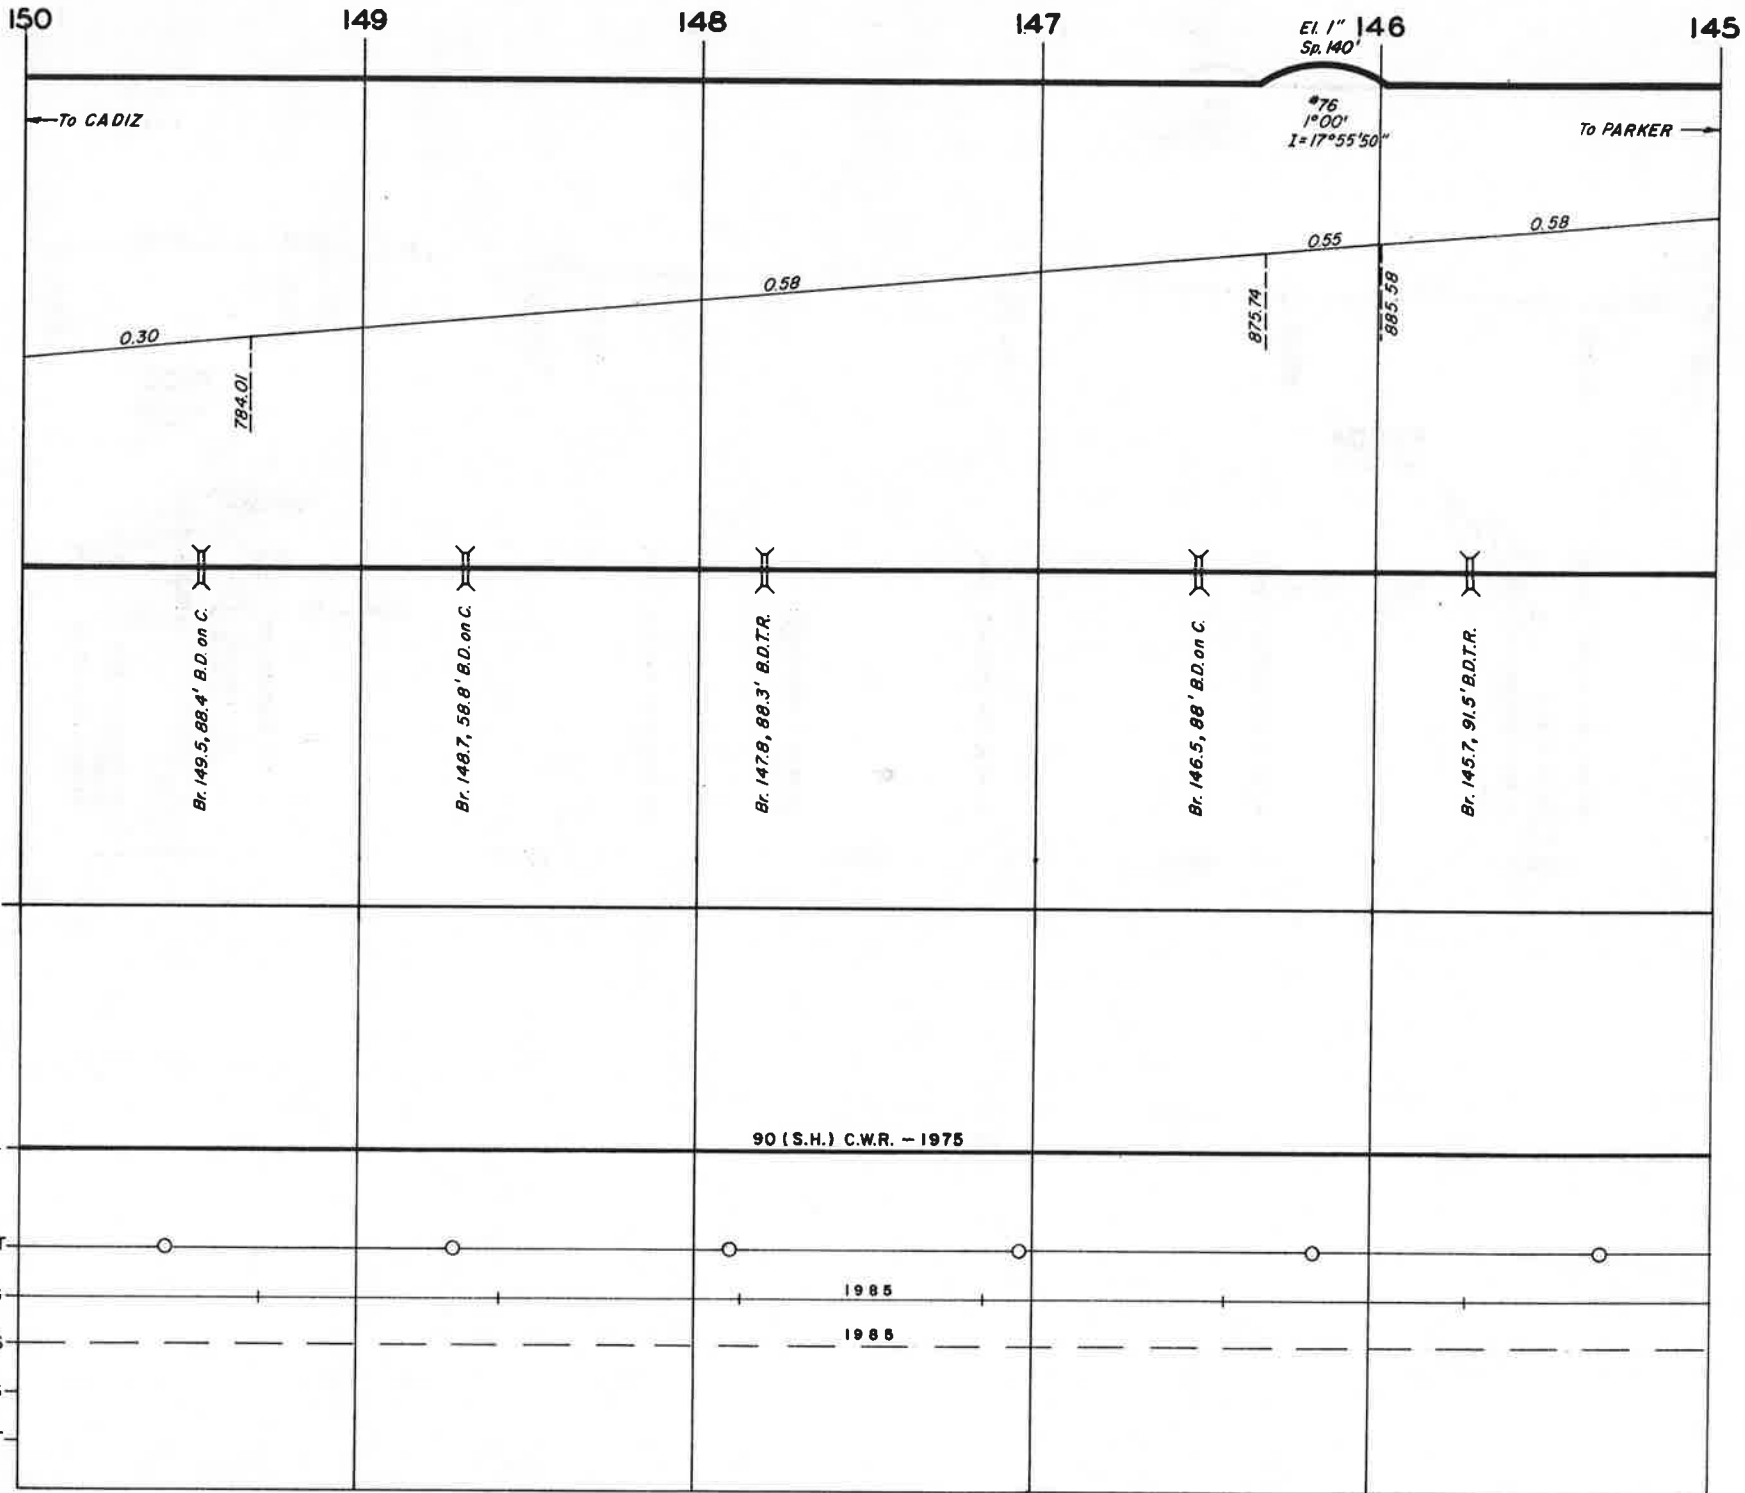 150 149 148 147 146 145
El. 1"
Sp. 140'
#76
1°00'
I=17°55'50"
To CADIZ
To PARKER
0.30
0.58
0.55
0.58
784.01
875.74
885.58
Br. 149.5, 88.4' B.D. on C.
Br. 148.7, 58.8' B.D. on C.
Br. 147.8, 88.3' B.D.T.R.
Br. 146.5, 88' B.D. on C.
Br. 145.7, 91.5' B.D.T.R.
90 (S.H.) C.W.R. – 1975
1985
1985